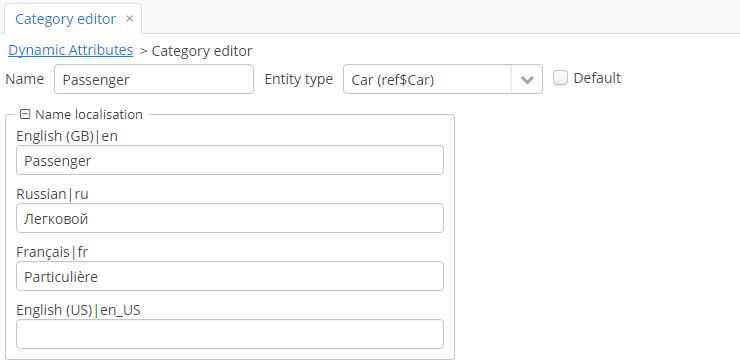 Category editor ×
Dynamic Attributes > Category editor
Name Passenger Entity type Car (ref$Car) Default
Name localisation
English (GB)|en
Passenger
Russian|ru
Легковой
Français|fr
Particulière
English (US)|en_US